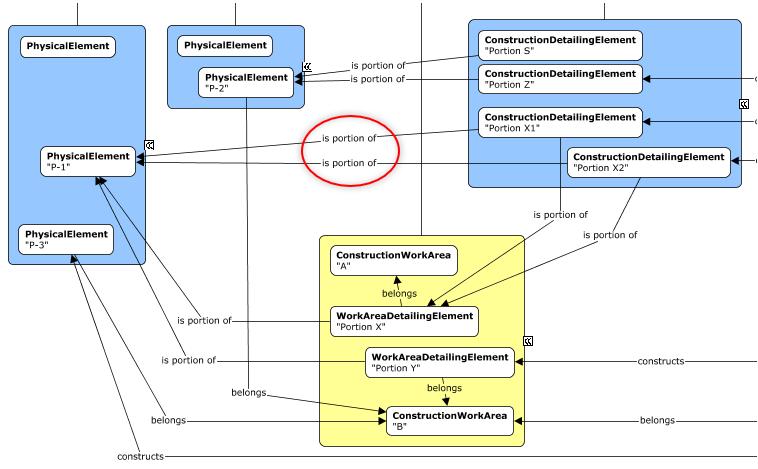 PhysicalElement
PhysicalElement
PhysicalElement
"P-2"
ConstructionDetailingElement
"Portion S"
ConstructionDetailingElement
"Portion Z"
ConstructionDetailingElement
"Portion X1"
ConstructionDetailingElement
"Portion X2"
is portion of
is portion of
is portion of
is portion of
PhysicalElement
"P-1"
PhysicalElement
"P-3"
is portion of
is portion of
ConstructionWorkArea
"A"
belongs
WorkAreaDetailingElement
"Portion X"
is portion of
WorkAreaDetailingElement
"Portion Y"
is portion of
constructs
belongs
belongs
ConstructionWorkArea
"B"
belongs
belongs
constructs